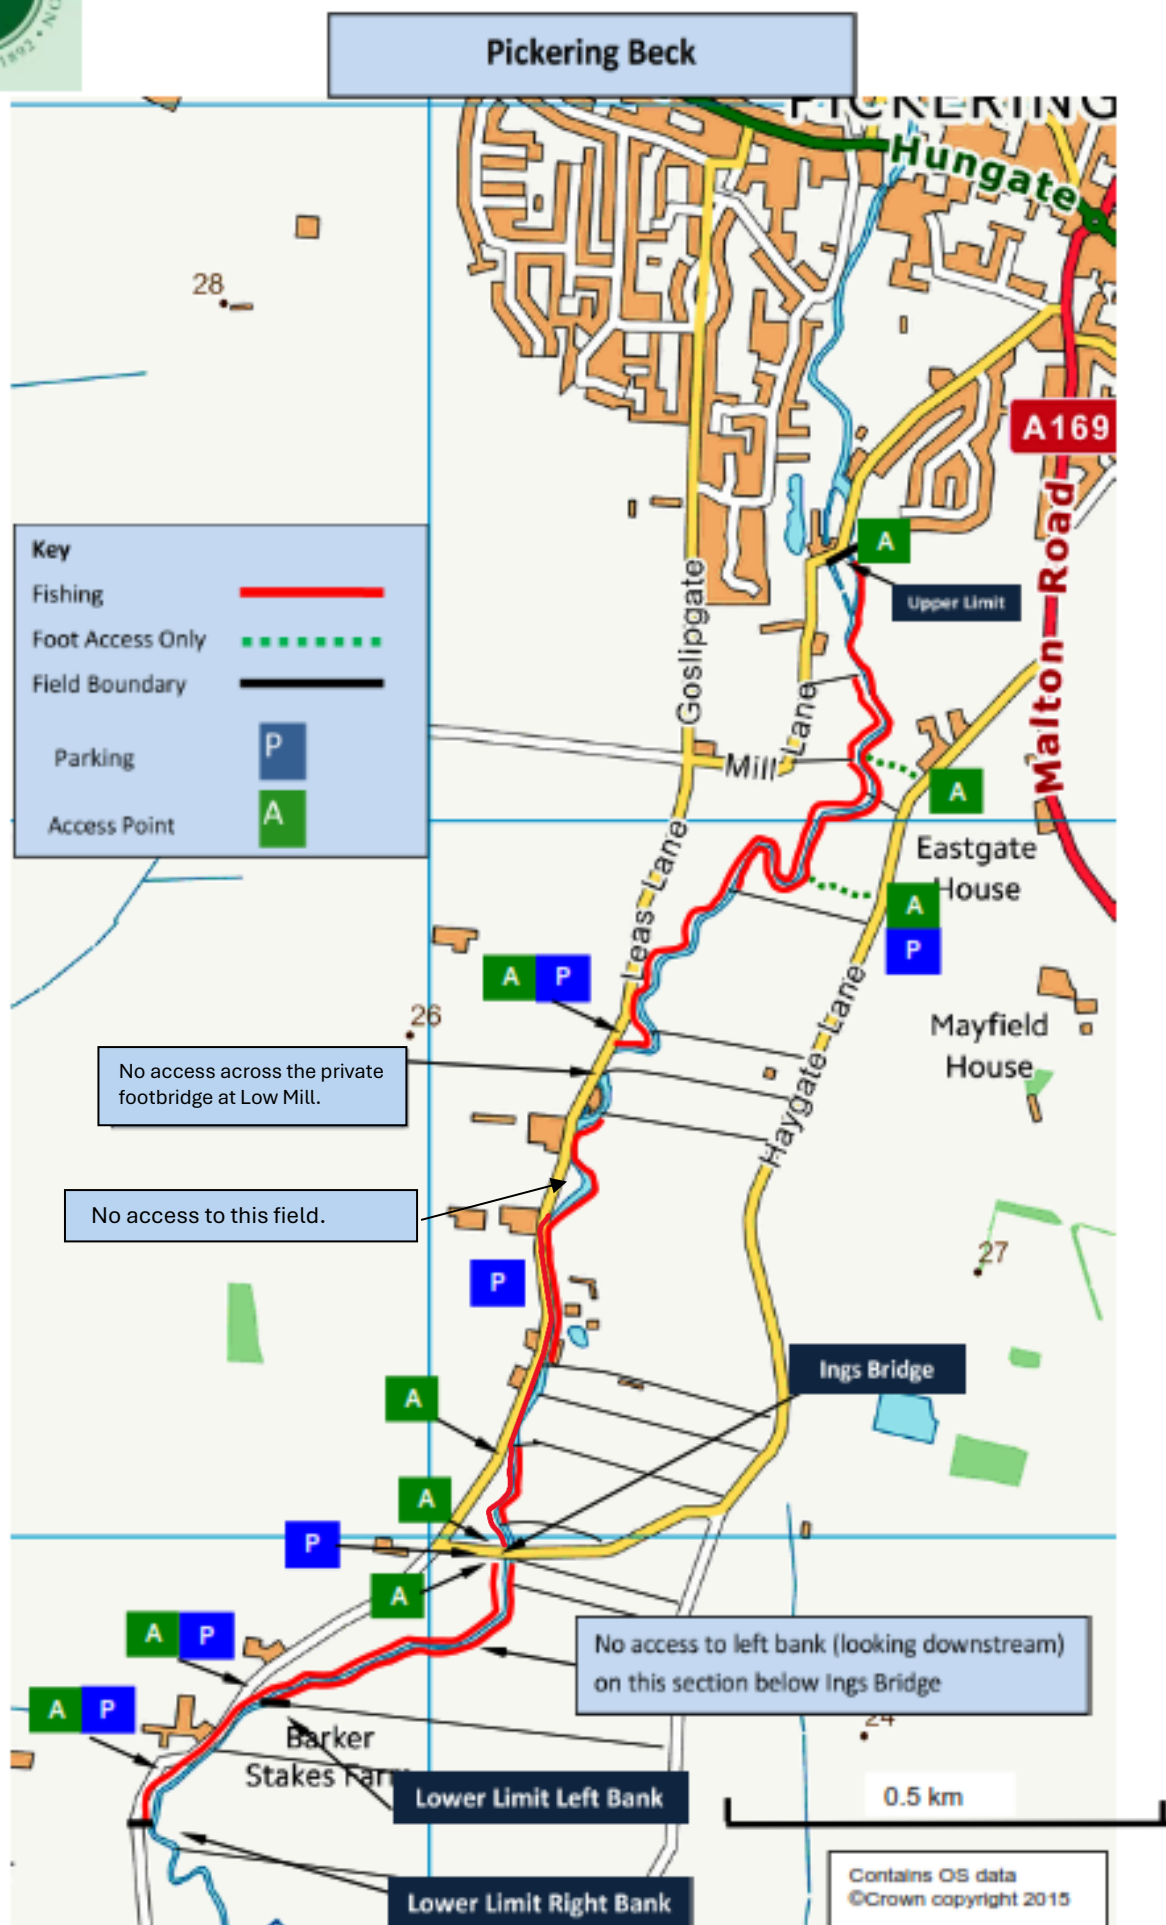 1892 • NO
Pickering Beck
PICKERING
Hungate
28
A169
Malton Road
A
Upper Limit
Goslipgate
Key
Fishing
Foot Access Only
Field Boundary
Parking P
Access Point A
Mill Lane
A
Eastgate
House
Leas Lane
A
P
A P
26
Haygate Lane
Mayfield
House
No access across the private
footbridge at Low Mill.
No access to this field.
27
P
Ings Bridge
A
A
P
A
A P
No access to left bank (looking downstream)
on this section below Ings Bridge
A P
24
Barker
Stakes Farm
Lower Limit Left Bank
0.5 km
Lower Limit Right Bank
Contains OS data
©Crown copyright 2015